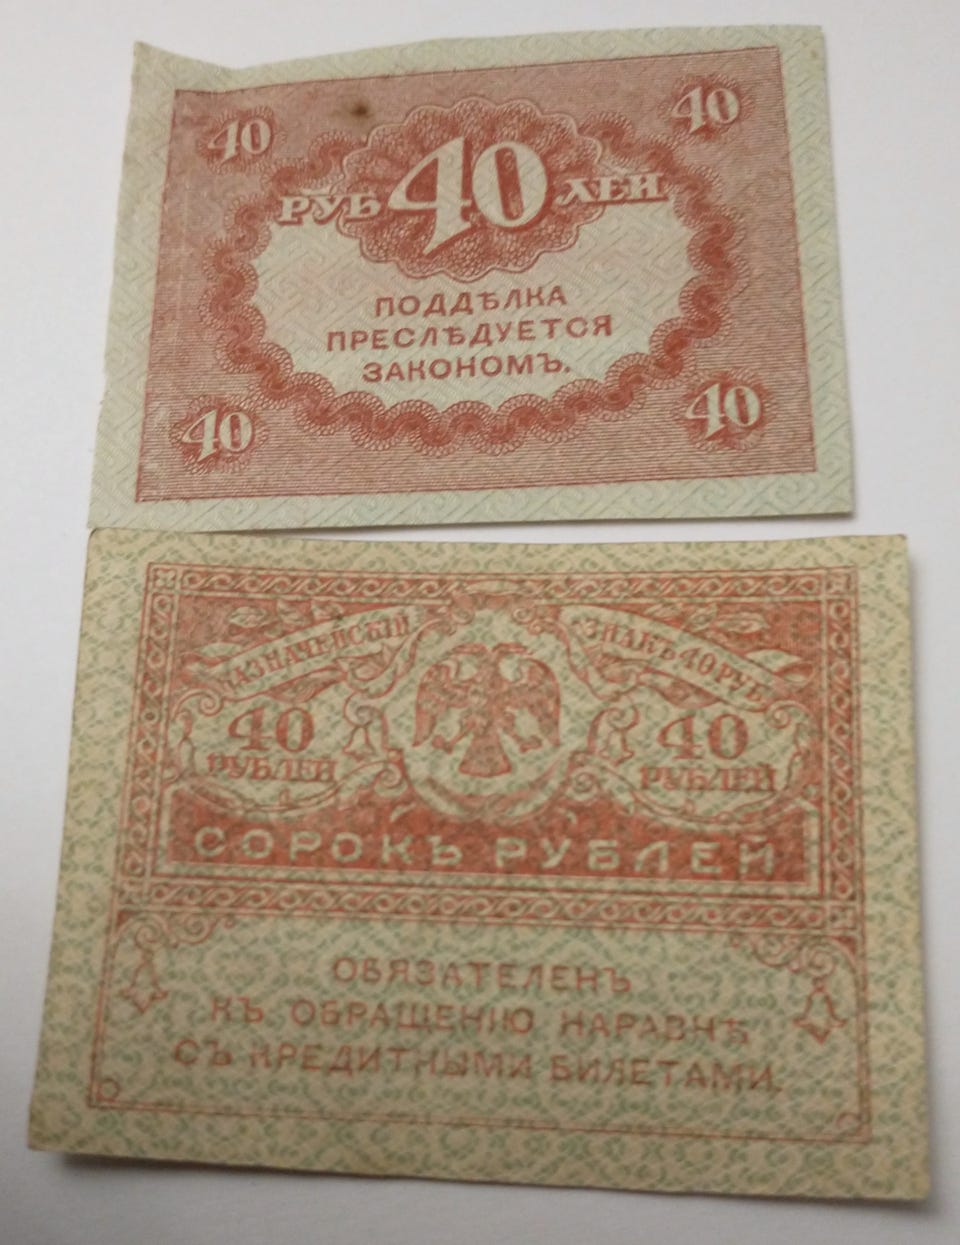 40
40
РУБ 40 ЛЕЙ
ПОДДѢЛКА
ПРЕСЛѢДУЕТСЯ
ЗАКОНОМЪ.
40
40
КАЗНАЧЕЙСКІЙ
ЗНАКЪ 40 РУБ.
40
РУБЛЕЙ
40
РУБЛЕЙ
СОРОКЪ РУБЛЕЙ
ОБЯЗАТЕЛЕНЪ
КЪ ОБРАЩЕНІЮ НАРАВНѢ
СЪ КРЕДИТНЫМИ БИЛЕТАМИ.